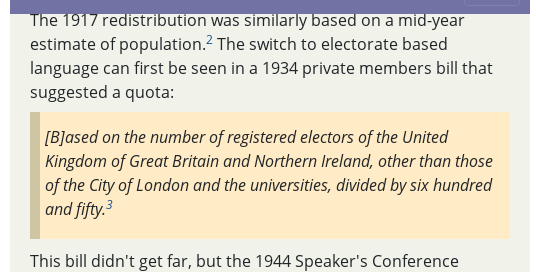 The 1917 redistribution was similarly based on a mid-year
estimate of population.2 The switch to electorate based
language can first be seen in a 1934 private members bill that
suggested a quota:
[B]ased on the number of registered electors of the United
Kingdom of Great Britain and Northern Ireland, other than those
of the City of London and the universities, divided by six hundred
and fifty.3
This bill didn't get far, but the 1944 Speaker's Conference